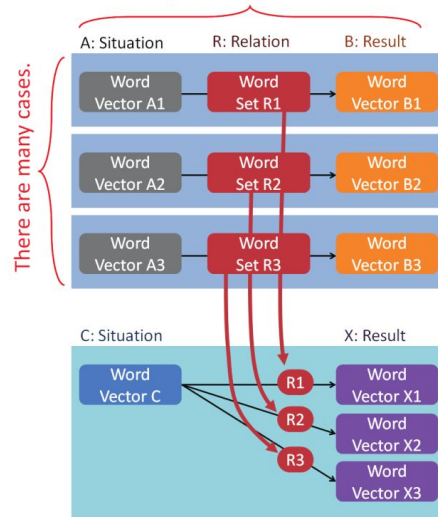 A: Situation
R: Relation
B: Result
There are many cases.
Word
Vector A1
Word
Set R1
Word
Vector B1
Word
Vector A2
Word
Set R2
Word
Vector B2
Word
Vector A3
Word
Set R3
Word
Vector B3
C: Situation
X: Result
Word
Vector C
R1
Word
Vector X1
R2
Word
Vector X2
R3
Word
Vector X3